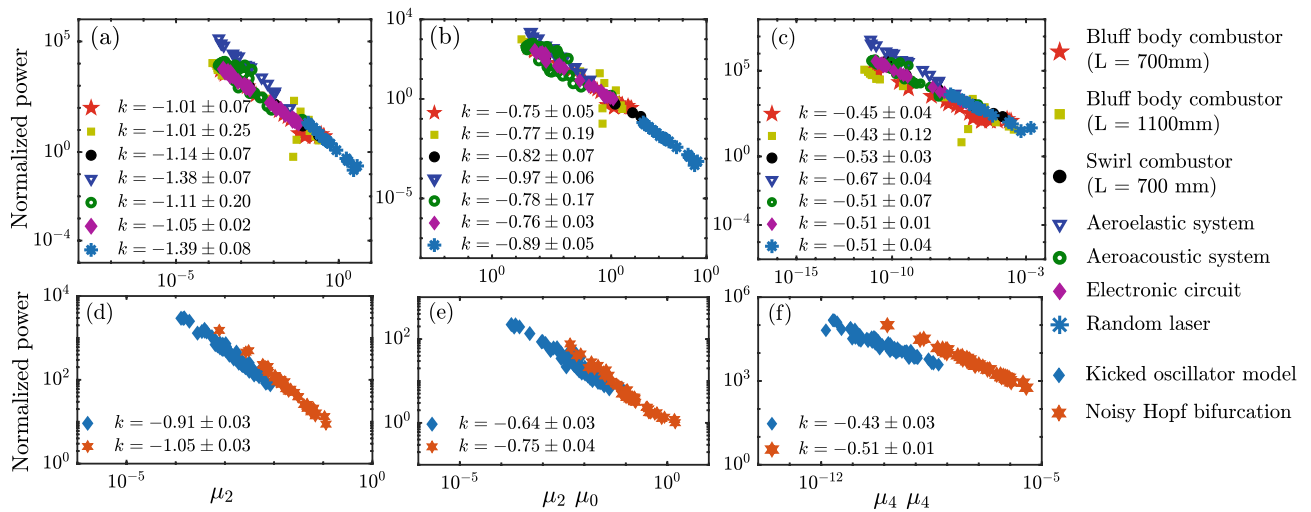 (a)
Normalized power
10^5
10^0
10^{-4}
k = −1.01 ± 0.07
k = −1.01 ± 0.25
k = −1.14 ± 0.07
k = −1.38 ± 0.07
k = −1.11 ± 0.20
k = −1.05 ± 0.02
k = −1.39 ± 0.08
10^{-5}
10^0
(b)
10^4
10^0
10^{-5}
k = −0.75 ± 0.05
k = −0.77 ± 0.19
k = −0.82 ± 0.07
k = −0.97 ± 0.06
k = −0.78 ± 0.17
k = −0.76 ± 0.03
k = −0.89 ± 0.05
10^0
10^0
10^0
(c)
10^5
10^0
10^{-4}
k = −0.45 ± 0.04
k = −0.43 ± 0.12
k = −0.53 ± 0.03
k = −0.67 ± 0.04
k = −0.51 ± 0.07
k = −0.51 ± 0.01
k = −0.51 ± 0.04
10^{-15}
10^{-10}
10^{-3}
Bluff body combustor
(L = 700mm)
Bluff body combustor
(L = 1100mm)
Swirl combustor
(L = 700 mm)
Aeroelastic system
Aeroacoustic system
Electronic circuit
Random laser
Kicked oscillator model
Noisy Hopf bifurcation
(d)
Normalized power
10^4
10^2
10^0
k = −0.91 ± 0.03
k = −1.05 ± 0.03
10^{-5}
10^0
μ_2
(e)
10^2
10^0
k = −0.64 ± 0.03
k = −0.75 ± 0.04
10^{-5}
10^0
μ_2 μ_0
(f)
10^6
10^3
10^0
k = −0.43 ± 0.03
k = −0.51 ± 0.01
10^{-12}
10^{-5}
μ_4 μ_4